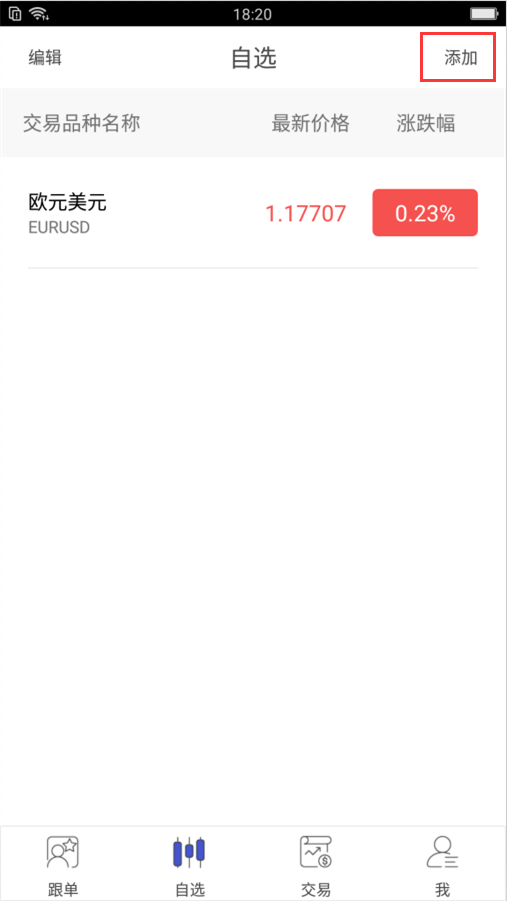 18:20
编辑 自选 添加
交易品种名称 最新价格 涨跌幅
欧元美元
EURUSD
1.17707 0.23%
跟单 自选 交易 我